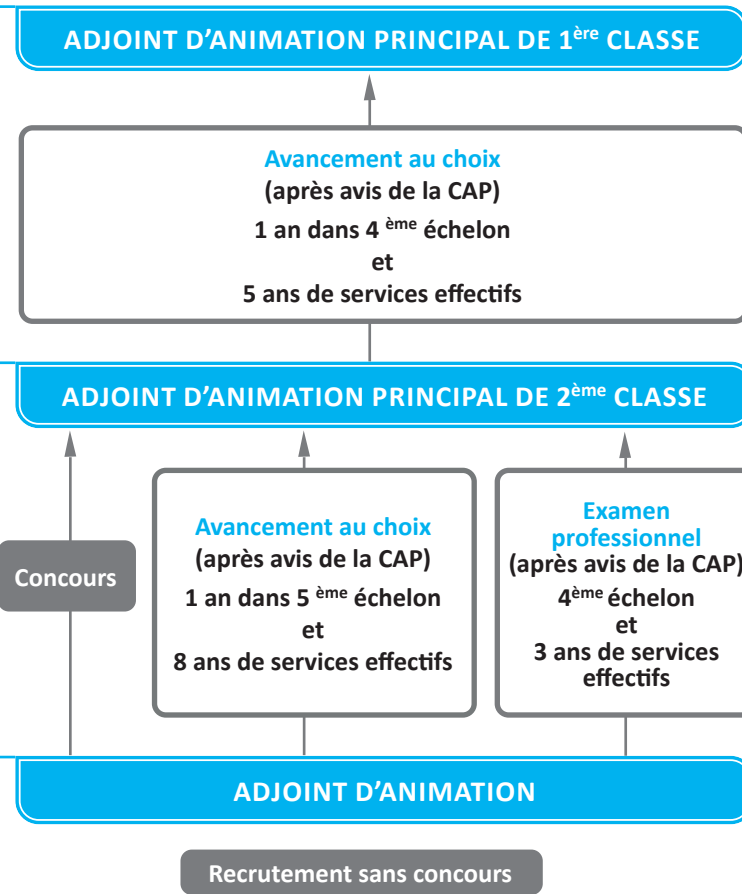 ADJOINT D'ANIMATION PRINCIPAL DE 1ère CLASSE
Avancement au choix
(après avis de la CAP)
1 an dans 4 ème échelon
et
5 ans de services effectifs
ADJOINT D'ANIMATION PRINCIPAL DE 2ème CLASSE
Concours
Avancement au choix
(après avis de la CAP)
1 an dans 5 ème échelon
et
8 ans de services effectifs
Examen
professionnel
(après avis de la CAP)
4ème échelon
et
3 ans de services
effectifs
ADJOINT D'ANIMATION
Recrutement sans concours